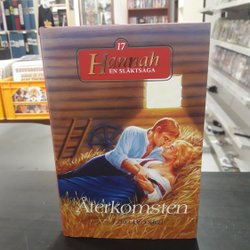 17
Hannah
EN SLÄKTSAGA
Återkomsten